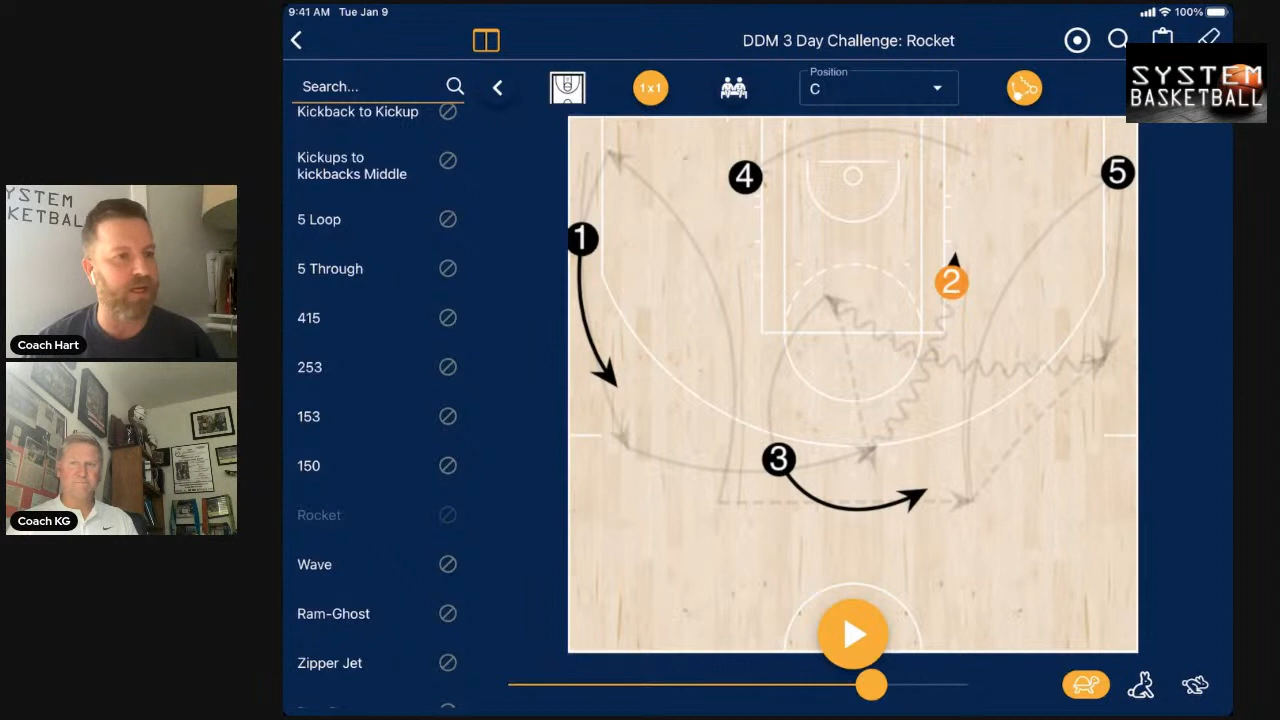 9:41 AM Tue Jan 9
100%
DDM 3 Day Challenge: Rocket
SYSTEM
BASKETBALL
Search...
1x1
Position
C
Kickback to Kickup
Kickups to
kickbacks Middle
5 Loop
5 Through
415
253
153
150
Rocket
Wave
Ram-Ghost
Zipper Jet
4
5
1
2
3
YSTEM
KETBAL
Coach Hart
Coach KG